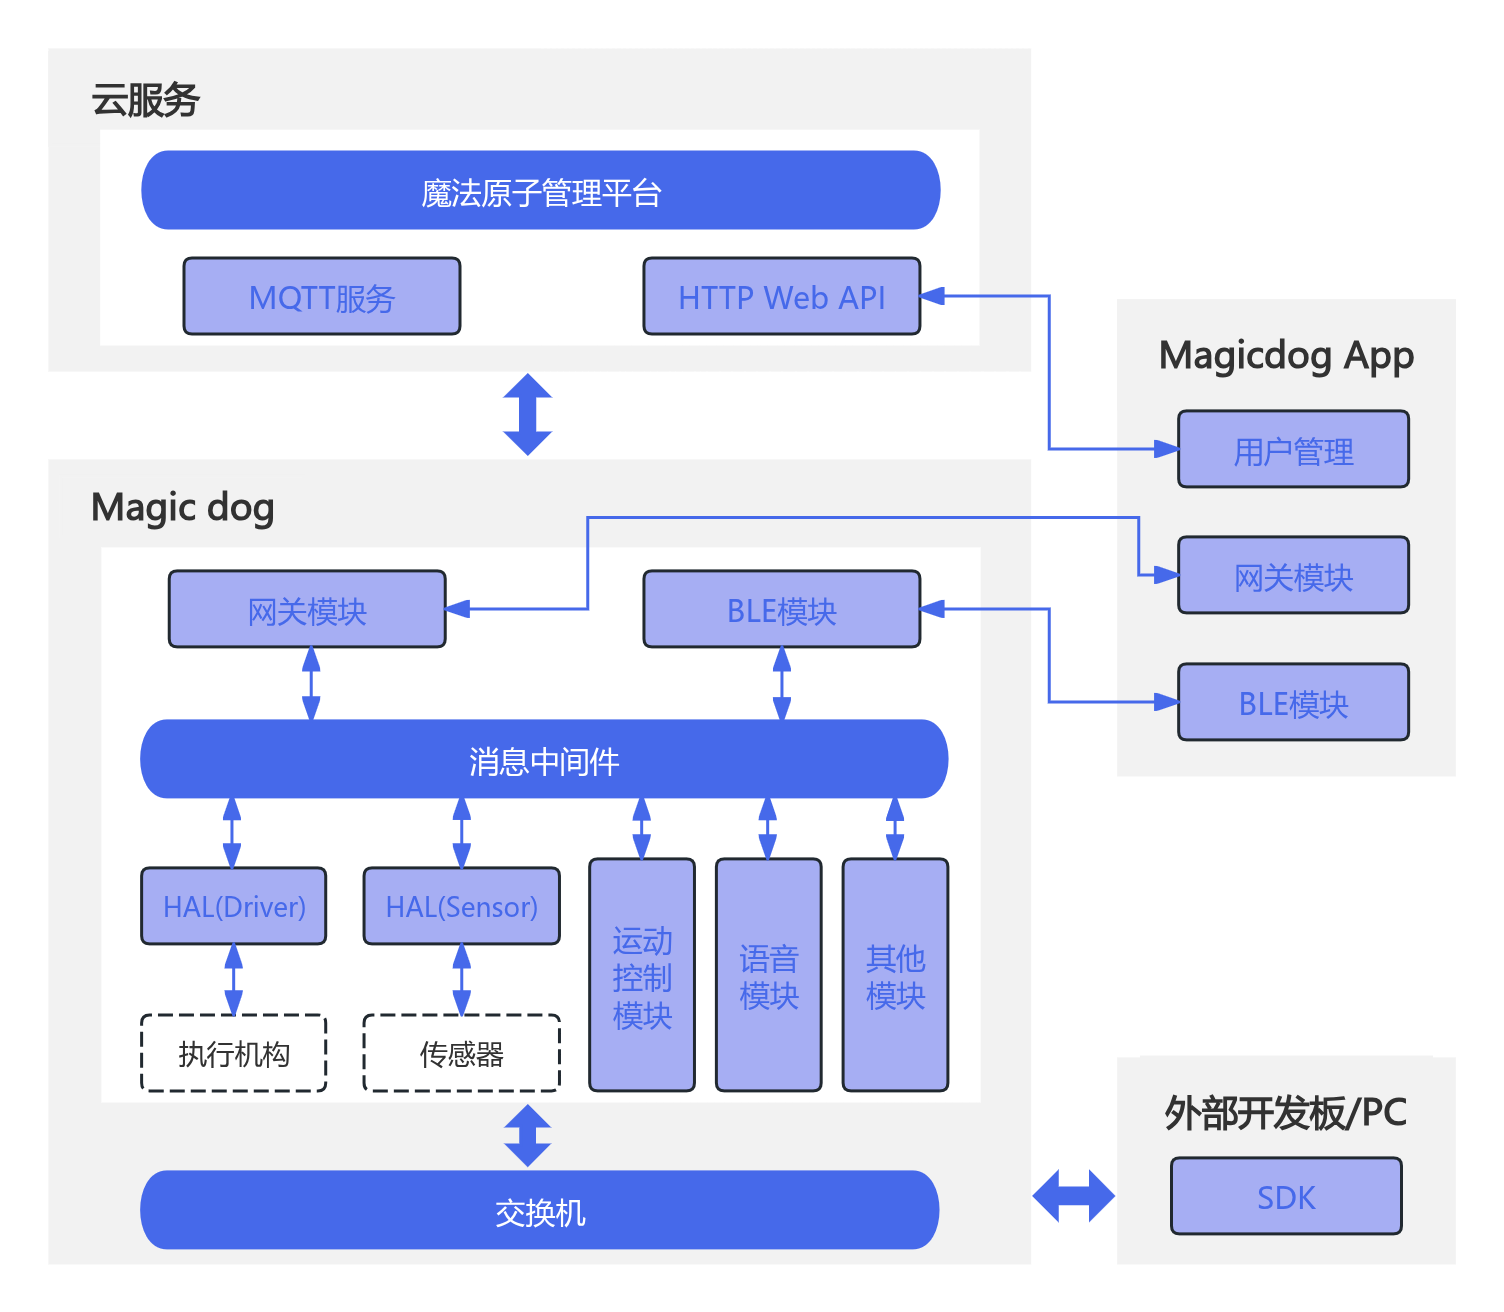 云服务
魔法原子管理平台
MQTT服务
HTTP Web API
Magicdog App
用户管理
网关模块
BLE模块
Magic dog
网关模块
BLE模块
消息中间件
HAL(Driver)
HAL(Sensor)
运动
控制
模块
语音
模块
其他
模块
执行机构
传感器
交换机
外部开发板/PC
SDK